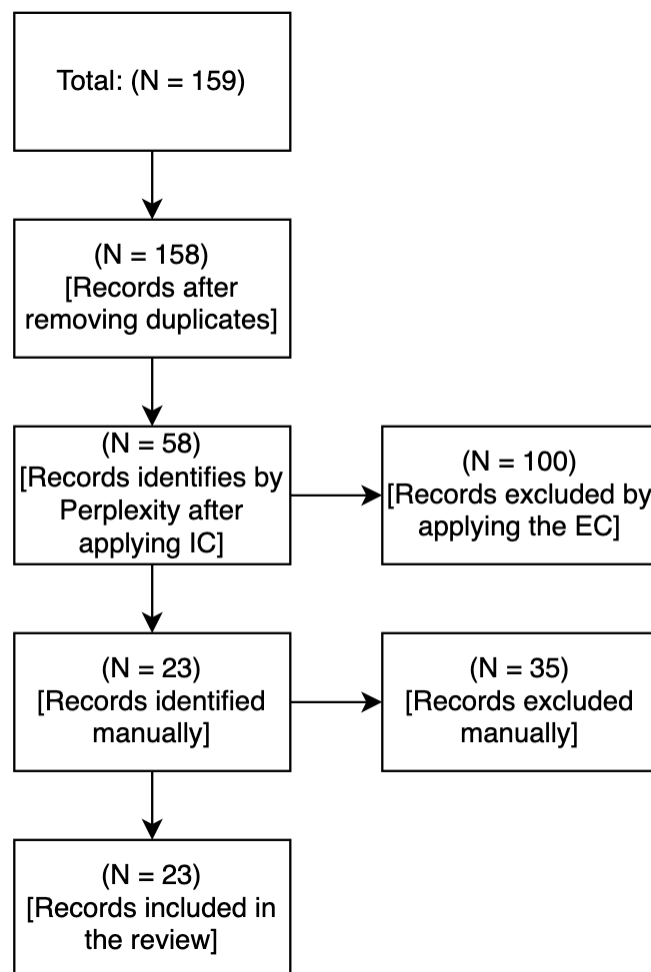 Total: (N = 159)
(N = 158)
[Records after
removing duplicates]
(N = 58)
[Records identifies by
Perplexity after
applying IC]
(N = 100)
[Records excluded by
applying the EC]
(N = 23)
[Records identified
manually]
(N = 35)
[Records excluded
manually]
(N = 23)
[Records included in
the review]